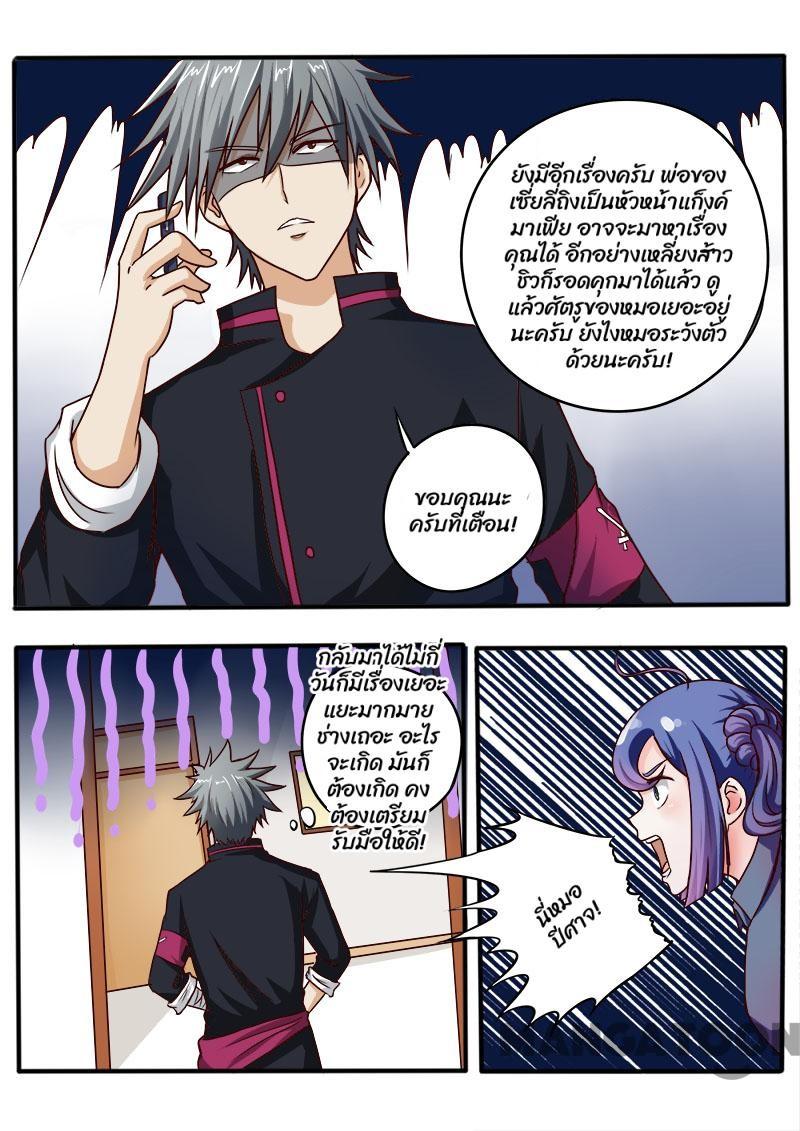 ยังมีอีกเรื่องครับ พ่อของ
เซี่ยลี่ถิงเป็นหัวหน้าแก็งค์
มาเฟีย อาจจะมาหาเรื่อง
คุณได้ อีกอย่างเหลี่ยงส้าว
ชิวก็รอดคุกมาได้แล้ว ดู
แล้วศัตรูของหมอเยอะอยู่
นะครับ ยังไงหมอระวังตัว
ด้วยนะครับ!
ขอบคุณนะ
ครับที่เตือน!
กลับมาได้ไม่กี่
วันก็มีเรื่องเยอะ
แยะมากมาย
ช่างเถอะ อะไร
จะเกิด มันก็
ต้องเกิด คง
ต้องเตรียม
รับมือให้ดี!
นี่หมอ
ปีศาจ!
MANGATOON